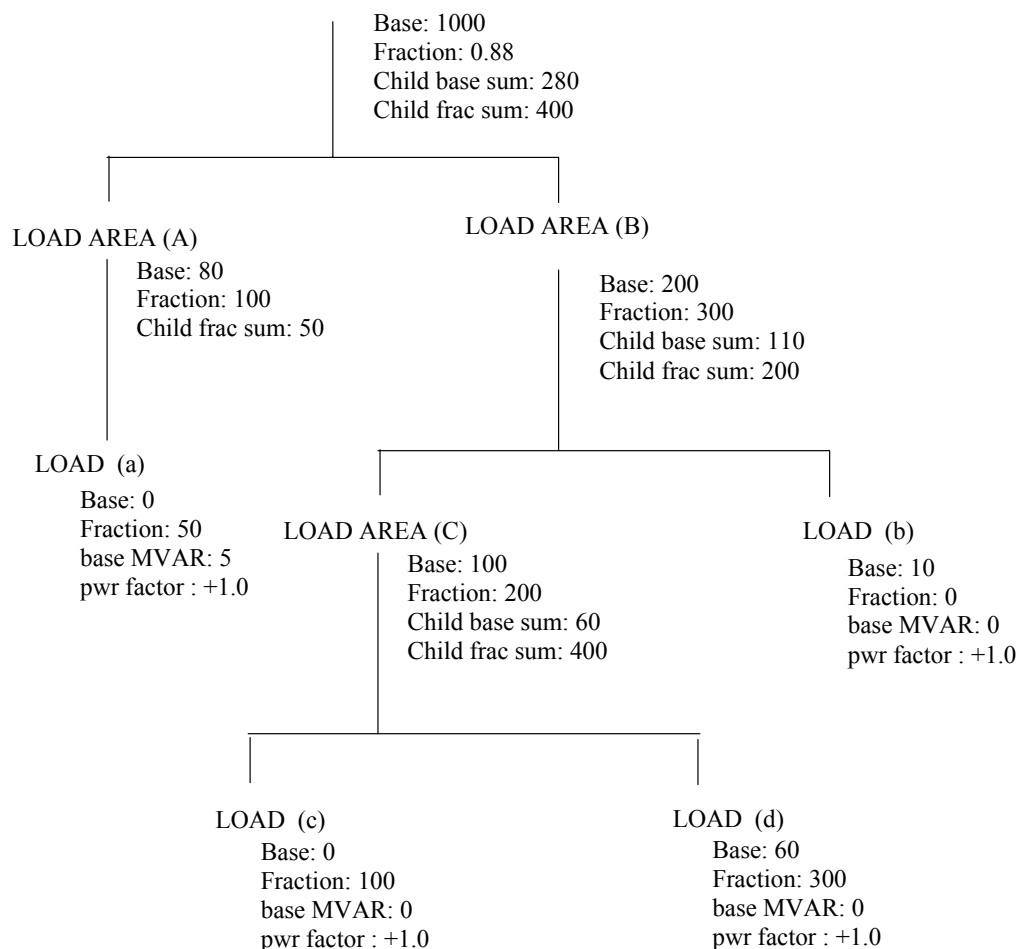 Base: 1000
Fraction: 0.88
Child base sum: 280
Child frac sum: 400
LOAD AREA (A)
Base: 80
Fraction: 100
Child frac sum: 50
LOAD AREA (B)
Base: 200
Fraction: 300
Child base sum: 110
Child frac sum: 200
LOAD (a)
Base: 0
Fraction: 50
base MVAR: 5
pwr factor : +1.0
LOAD AREA (C)
Base: 100
Fraction: 200
Child base sum: 60
Child frac sum: 400
LOAD (b)
Base: 10
Fraction: 0
base MVAR: 0
pwr factor : +1.0
LOAD (c)
Base: 0
Fraction: 100
base MVAR: 0
pwr factor : +1.0
LOAD (d)
Base: 60
Fraction: 300
base MVAR: 0
pwr factor : +1.0